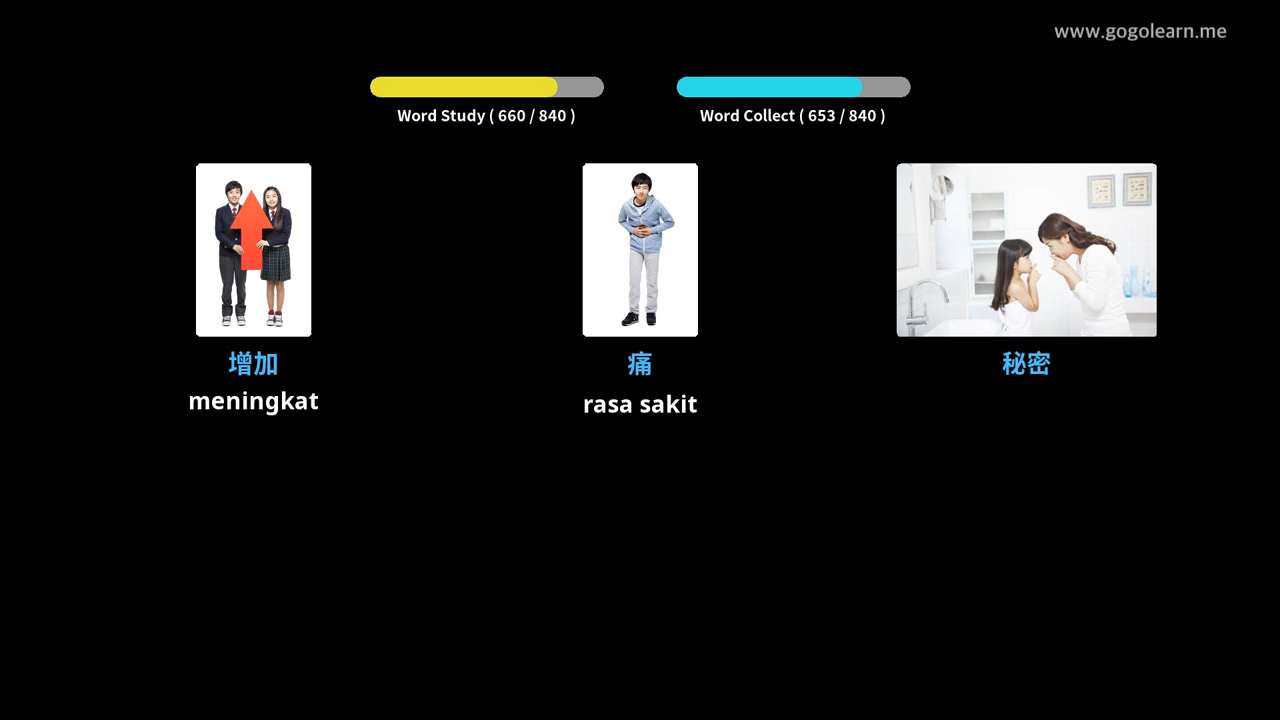 www.gogolearn.me
Word Study ( 660 / 840 )
Word Collect ( 653 / 840 )
增加
痛
秘密
meningkat
rasa sakit